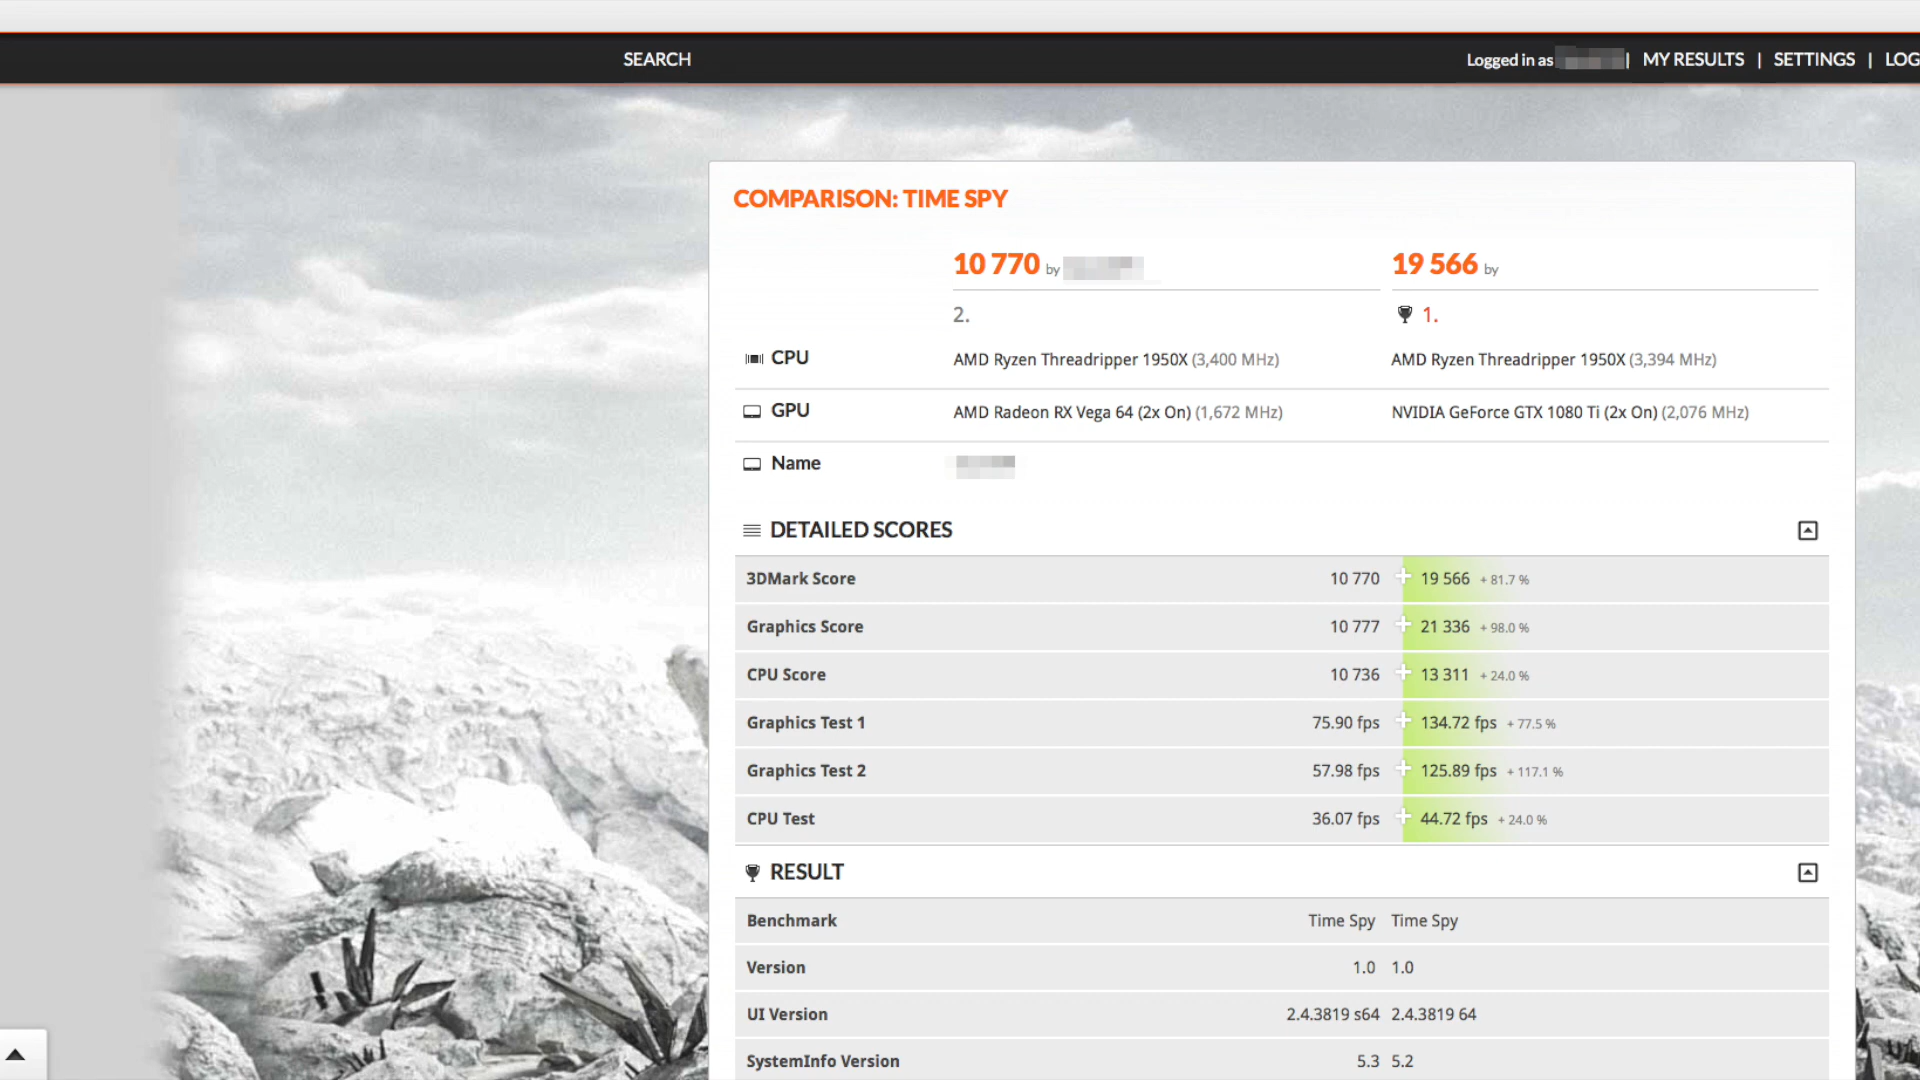 SEARCH
Logged in as | MY RESULTS | SETTINGS | LOG
COMPARISON: TIME SPY
10 770 by 19 566 by
2. 1.
CPU AMD Ryzen Threadripper 1950X (3,400 MHz) AMD Ryzen Threadripper 1950X (3,394 MHz)
GPU AMD Radeon RX Vega 64 (2x On) (1,672 MHz) NVIDIA GeForce GTX 1080 Ti (2x On) (2,076 MHz)
Name
DETAILED SCORES
3DMark Score 10 770 19 566 + 81.7 %
Graphics Score 10 777 21 336 + 98.0 %
CPU Score 10 736 13 311 + 24.0 %
Graphics Test 1 75.90 fps 134.72 fps + 77.5 %
Graphics Test 2 57.98 fps 125.89 fps + 117.1 %
CPU Test 36.07 fps 44.72 fps + 24.0 %
RESULT
Benchmark Time Spy Time Spy
Version 1.0 1.0
UI Version 2.4.3819 s64 2.4.3819 64
SystemInfo Version 5.3 5.2